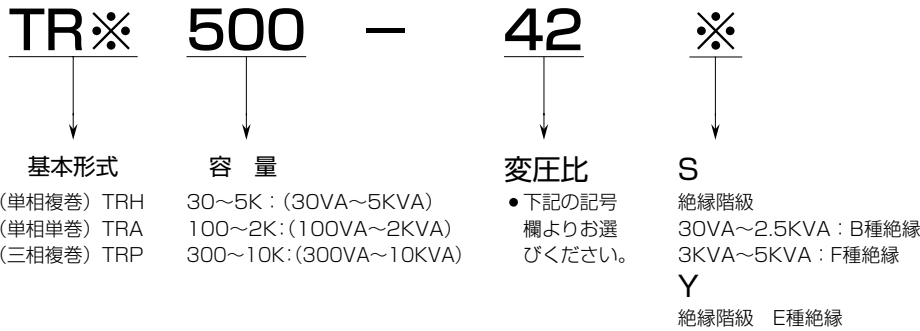 TR※ 500 － 42 ※
基本形式 容 量 変圧比 S
(単相複巻) TRH 30〜5K：(30VA〜5KVA) ●下記の記号 絶縁階級
(単相単巻) TRA 100〜2K：(100VA〜2KVA) 欄よりお選 30VA〜2.5KVA：B種絶縁
(三相複巻) TRP 300〜10K：(300VA〜10KVA) びください。 3KVA〜5KVA：F種絶縁
Y
絶縁階級 E種絶縁